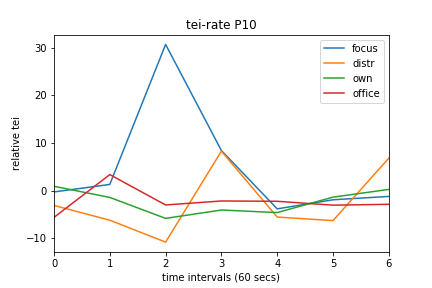 tei-rate P10
focus
distr
own
office
relative tei
30
20
10
0
−10
0 1 2 3 4 5 6
time intervals (60 secs)